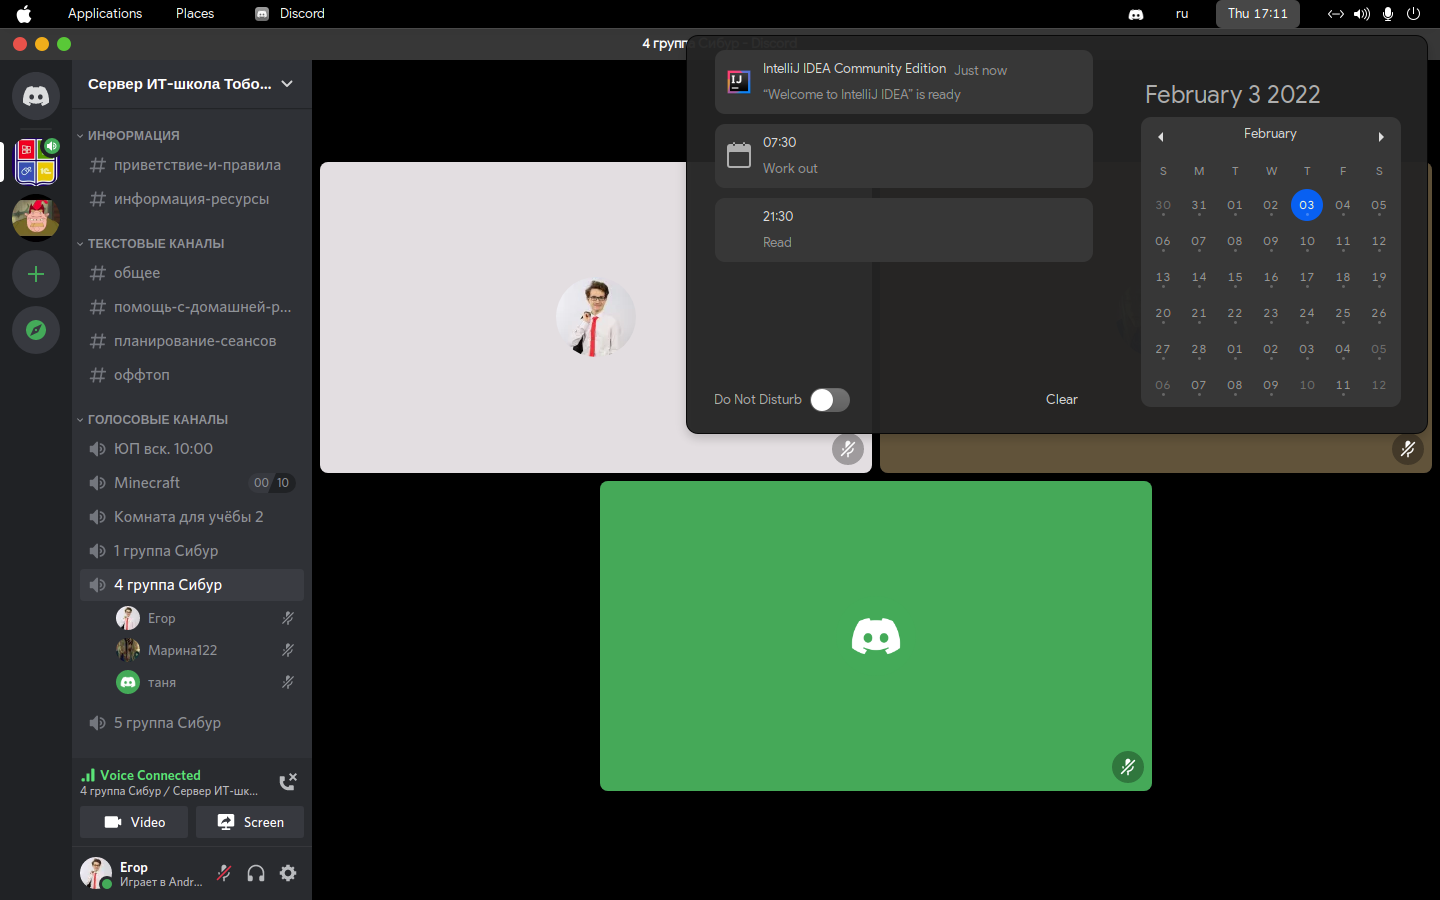 Applications Places Discord ru Thu 17:11
4 групп
Сервер ИТ-школа Тобо...
ИНФОРМАЦИЯ
приветствие-и-правила
информация-ресурсы
ТЕКСТОВЫЕ КАНАЛЫ
общее
помощь-с-домашней-р...
планирование-сеансов
оффтоп
ГОЛОСОВЫЕ КАНАЛЫ
ЮП вск. 10:00
Minecraft 00 10
Комната для учёбы 2
1 группа Сибур
4 группа Сибур
Егор
Марина122
таня
5 группа Сибур
Voice Connected
4 группа Сибур / Сервер ИТ-шк...
Video Screen
Егор
Играет в Andr...
IJ
IntelliJ IDEA Community Edition Just now
“Welcome to IntelliJ IDEA” is ready
07:30
Work out
21:30
Read
Do Not Disturb Clear
February 3 2022
February
S M T W T F S
30 31 01 02 03 04 05
06 07 08 09 10 11 12
13 14 15 16 17 18 19
20 21 22 23 24 25 26
27 28 01 02 03 04 05
06 07 08 09 10 11 12